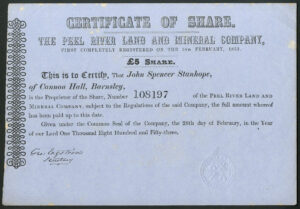 CERTIFICATE OF SHARE.
THE PEEL RIVER LAND AND MINERAL COMPANY,
FIRST COMPLETELY REGISTERED ON THE 18TH FEBRUARY, 1853.
£5 SHARE.
This is to Certify, That John Spencer Stanhope,
of Cannon Hall, Barnsley,
is the Proprietor of the Share, Number 108197 of the PEEL RIVER LAND AND
MINERAL COMPANY, subject to the Regulations of the said Company, the full amount whereof
has been paid up to this date.
Given under the Common Seal of the Company, the 28th day of February, in the Year
of our Lord One Thousand Eight Hundred and Fifty-three.